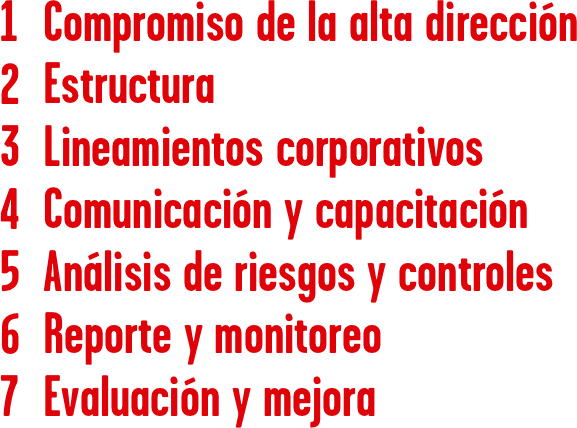 1 Compromiso de la alta dirección
2 Estructura
3 Lineamientos corporativos
4 Comunicación y capacitación
5 Análisis de riesgos y controles
6 Reporte y monitoreo
7 Evaluación y mejora